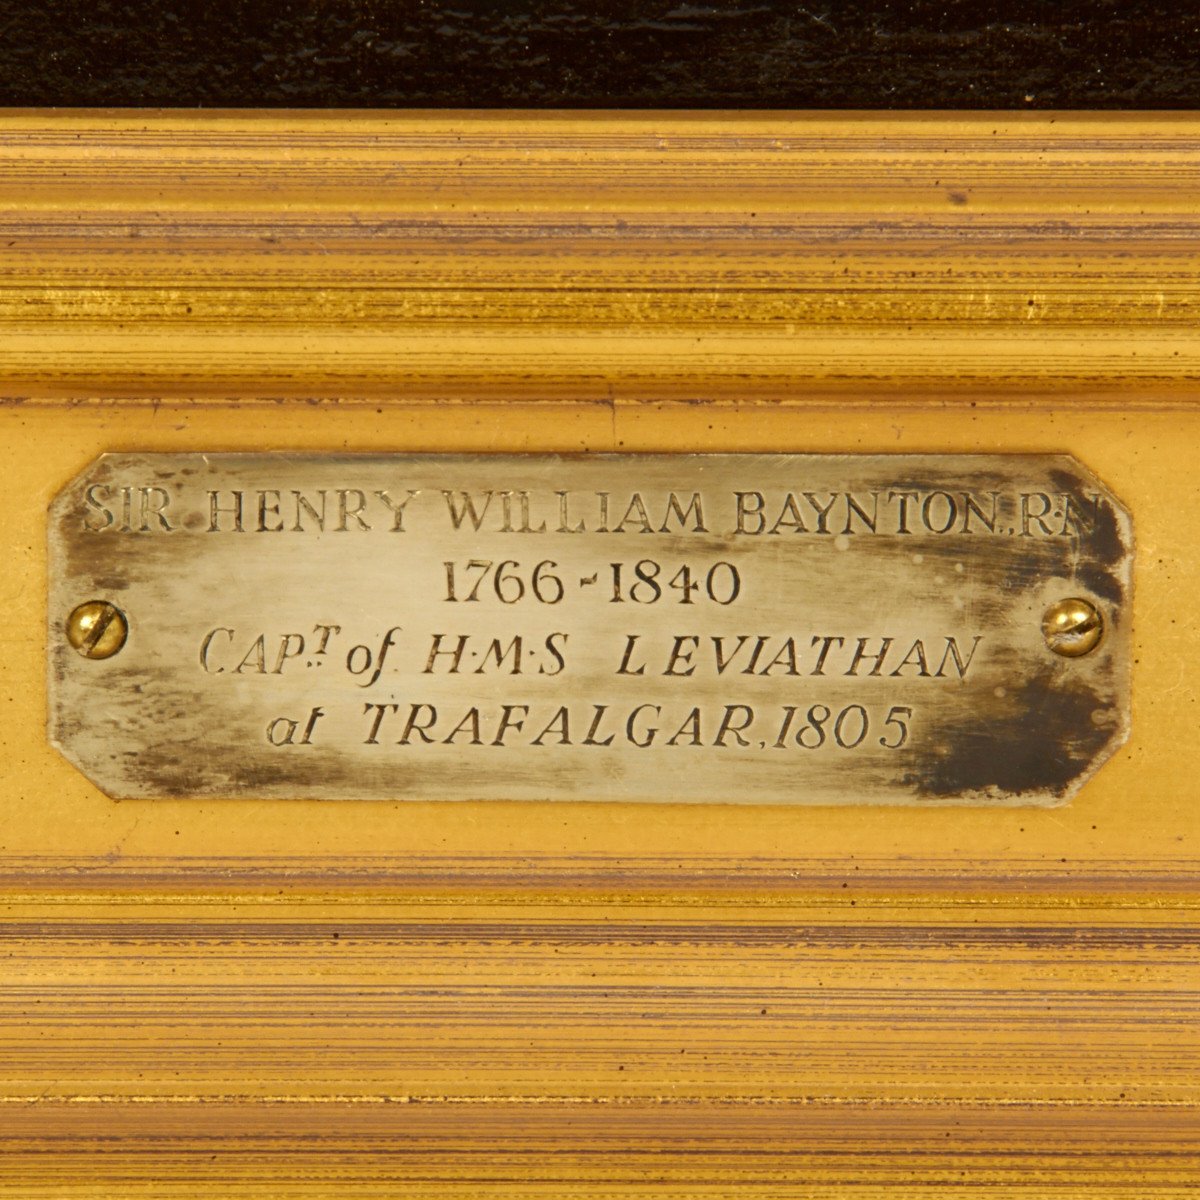 SIR HENRY WILLIAM BAYNTON., R·N
1766-1840
CAPT. of H·M·S LEVIATHAN
at TRAFALGAR, 1805